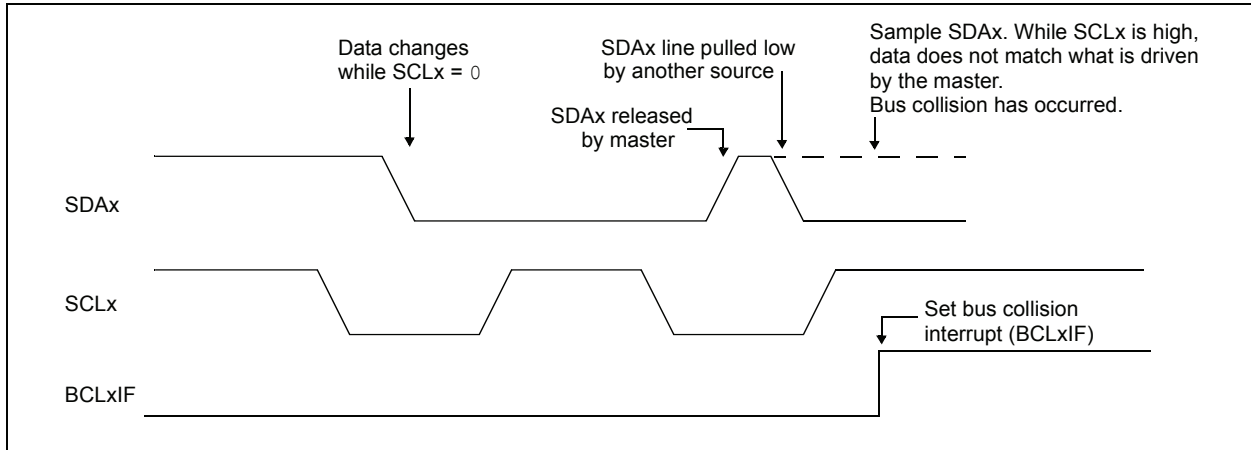 Data changes
while SCLx = 0
SDAx line pulled low
by another source
SDAx released
by master
Sample SDAx. While SCLx is high,
data does not match what is driven
by the master.
Bus collision has occurred.
SDAx
SCLx
Set bus collision
interrupt (BCLxIF)
BCLxIF